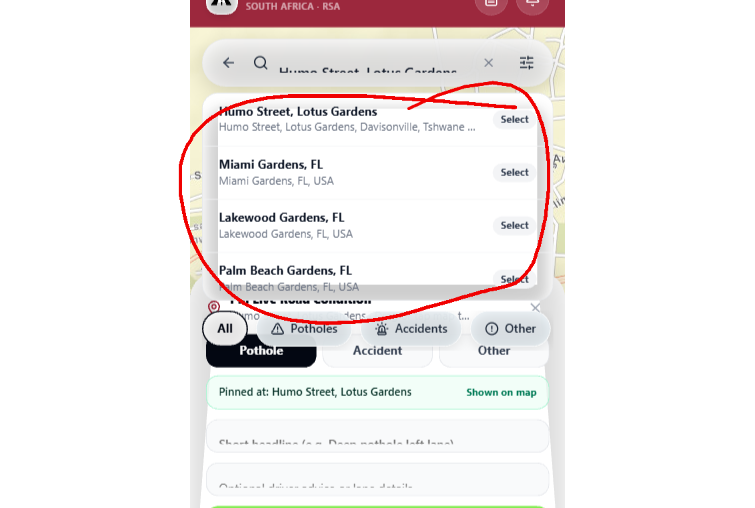 SOUTH AFRICA · RSA
Humo Street, Lotus Gardens
Humo Street, Lotus Gardens
Humo Street, Lotus Gardens, Davisonville, Tshwane ...
Select
Miami Gardens, FL
Miami Gardens, FL, USA
Select
Lakewood Gardens, FL
Lakewood Gardens, FL, USA
Select
Palm Beach Gardens, FL
Palm Beach Gardens, FL, USA
Select
Live Road Condition
All
Potholes
Accidents
Other
Pothole
Accident
Other
Pinned at: Humo Street, Lotus Gardens
Shown on map
Short headline (e.g. Deep pothole left lane)
Optional driver advice or lane details